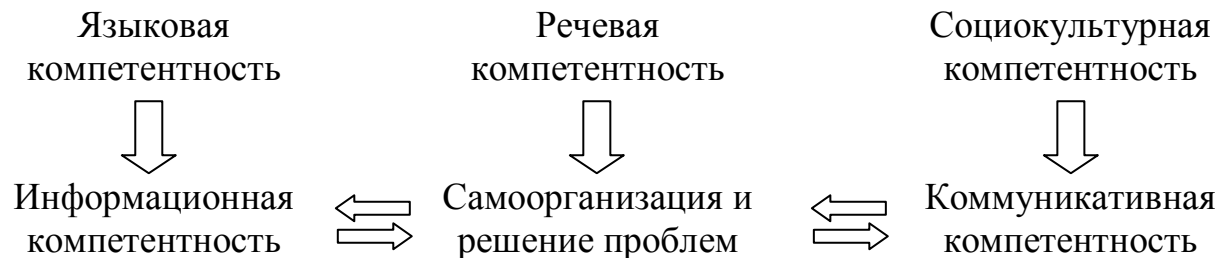 Языковая
компетентность
Речевая
компетентность
Социокультурная
компетентность
Информационная
компетентность
Самоорганизация и
решение проблем
Коммуникативная
компетентность